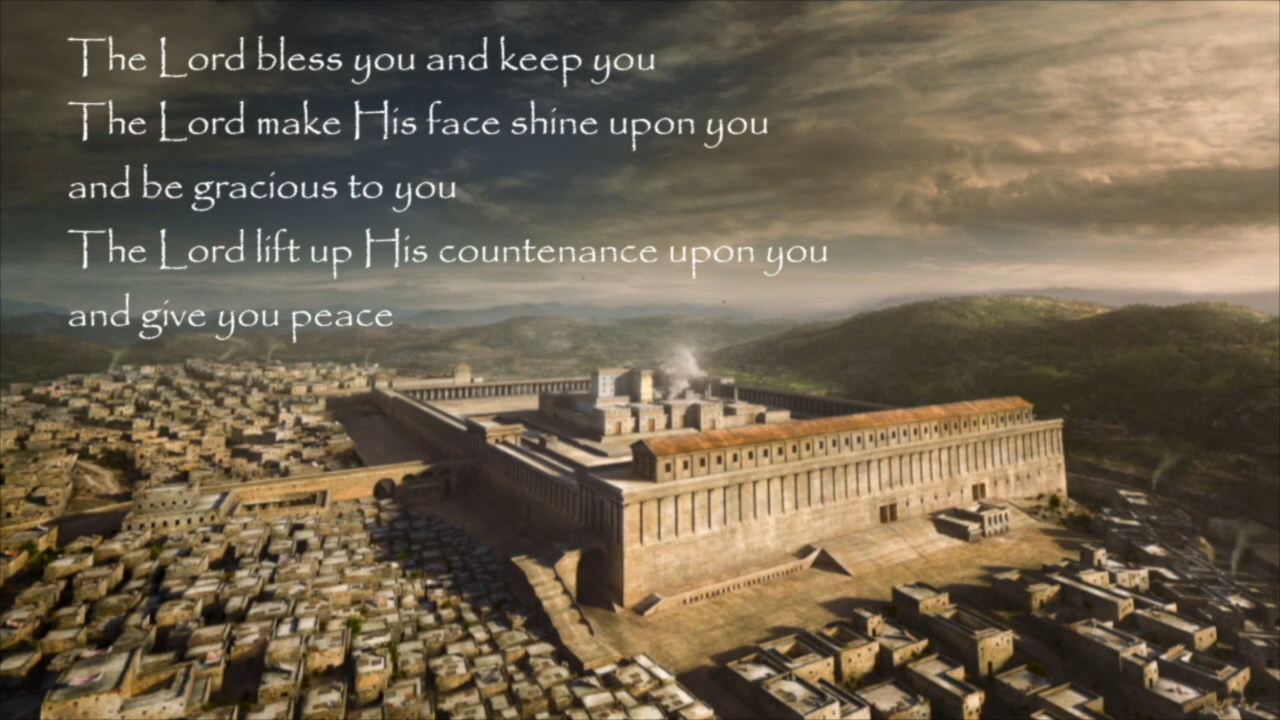 The Lord bless you and keep you
The Lord make His face shine upon you
and be gracious to you
The Lord lift up His countenance upon you
and give you peace